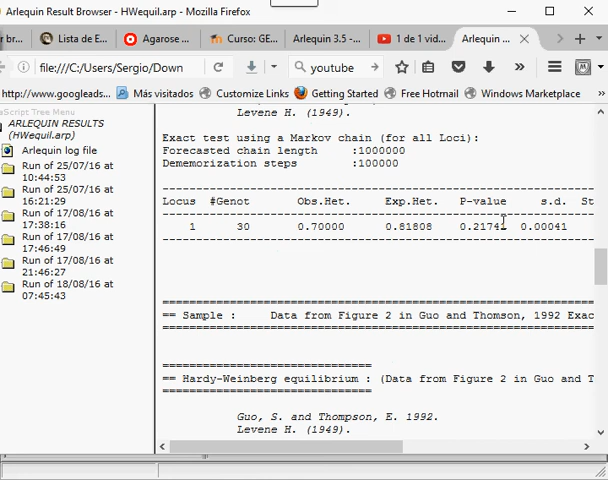 Arlequin Result Browser - HWequil.arp - Mozilla Firefox
r br...
Lista de E...
Agarose ...
Curso: GE...
Arlequin 3.5 -...
1 de 1 vid...
Arlequin ...
file:///C:/Users/Sergio/Down
youtube
http://www.googleads...
Más visitados
Customize Links
Getting Started
Free Hotmail
Windows Marketplace
aScript Tree Menu
ARLEQUIN RESULTS
(HWequil.arp)
Arlequin log file
Run of 25/07/16 at
10:44:53
Run of 25/07/16 at
16:21:29
Run of 17/08/16 at
17:38:16
Run of 17/08/16 at
17:46:49
Run of 17/08/16 at
21:46:27
Run of 18/08/16 at
07:45:43
Levene H. (1949).
Exact test using a Markov chain (for all Loci):
Forecasted chain length :1000000
Dememorization steps :100000
Locus #Genot Obs.Het. Exp.Het. P-value s.d. St
1 30 0.70000 0.81808 0.0.00041
== Sample : Data from Figure 2 in Guo and Thomson, 1992 Exac
== Hardy-Weinberg equilibrium : (Data from Figure 2 in Guo and T
Guo, S. and Thompson, E. 1992.
Levene H. (1949).